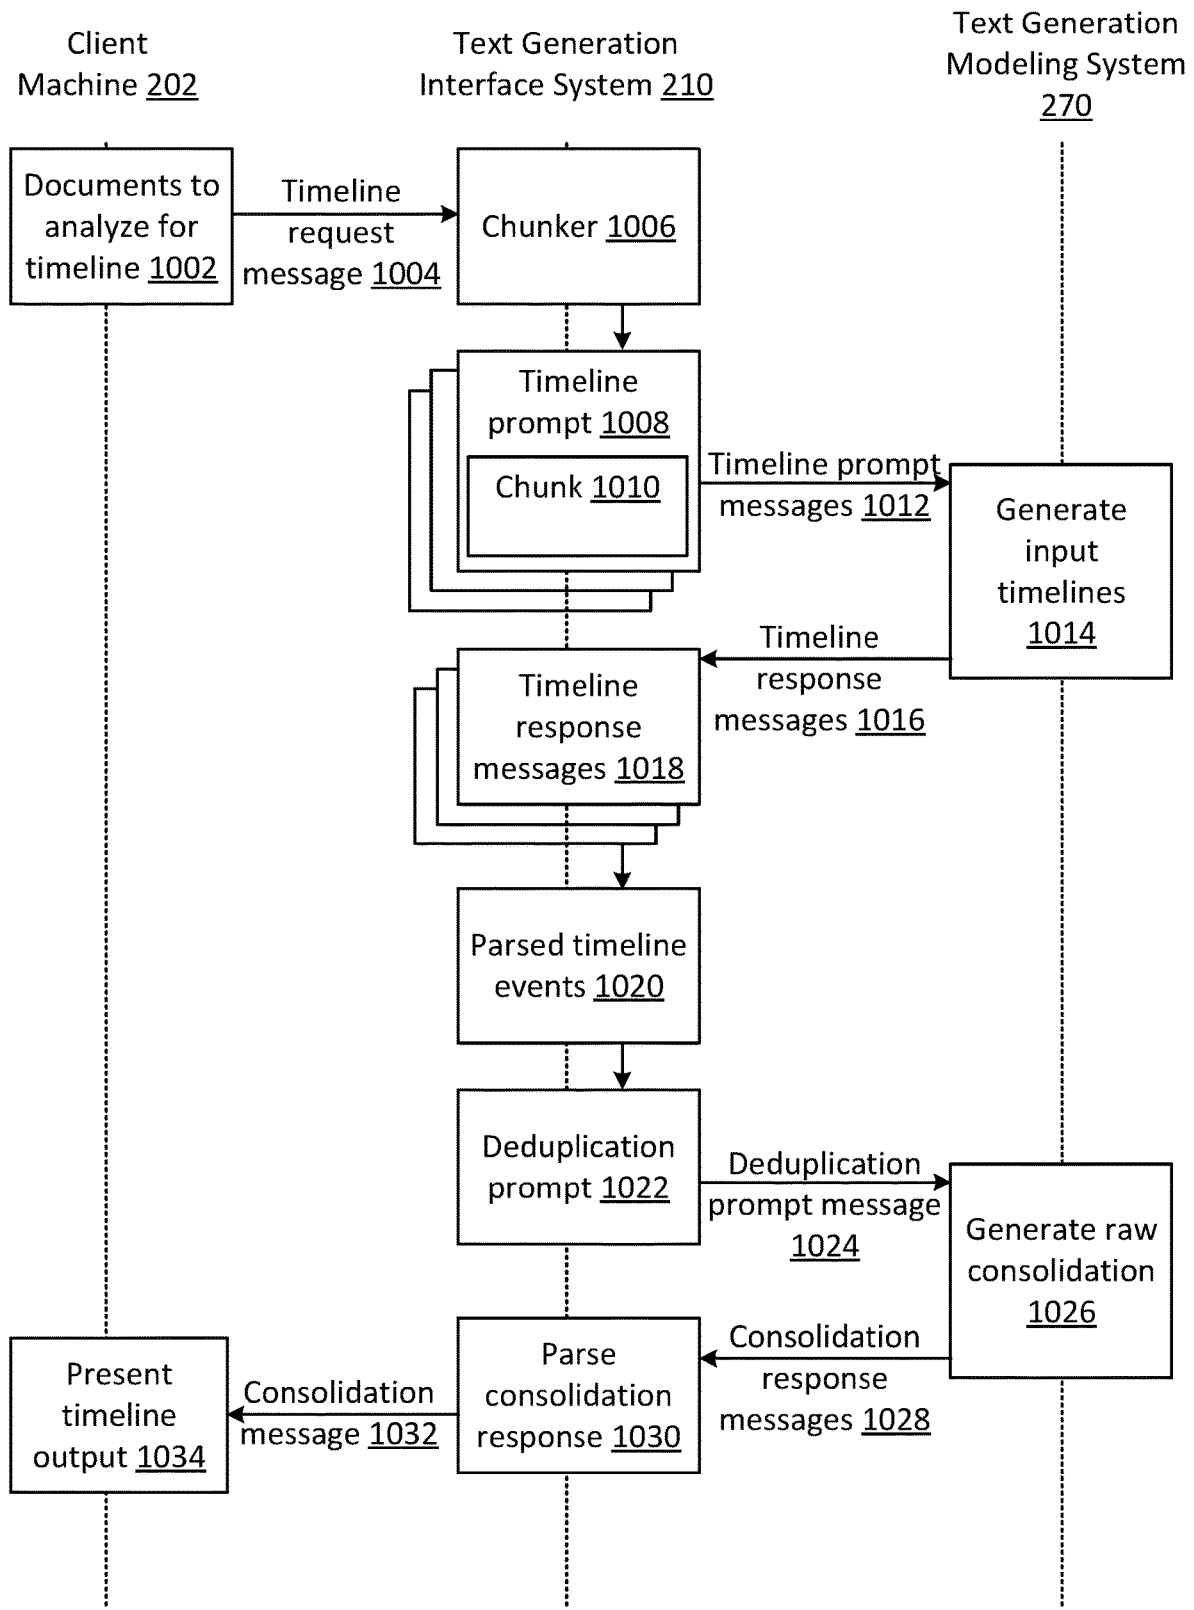 Client
Machine 202
Text Generation
Interface System 210
Text Generation
Modeling System
270
Documents to
analyze for
timeline 1002
Timeline
request
message 1004
Chunker 1006
Timeline
prompt 1008
Chunk 1010
Timeline prompt
messages 1012
Generate
input
timelines
1014
Timeline
response
messages 1016
Timeline
response
messages 1018
Parsed timeline
events 1020
Deduplication
prompt 1022
Deduplication
prompt message
1024
Generate raw
consolidation
1026
Consolidation
response
messages 1028
Parse
consolidation
response 1030
Consolidation
message 1032
Present
timeline
output 1034